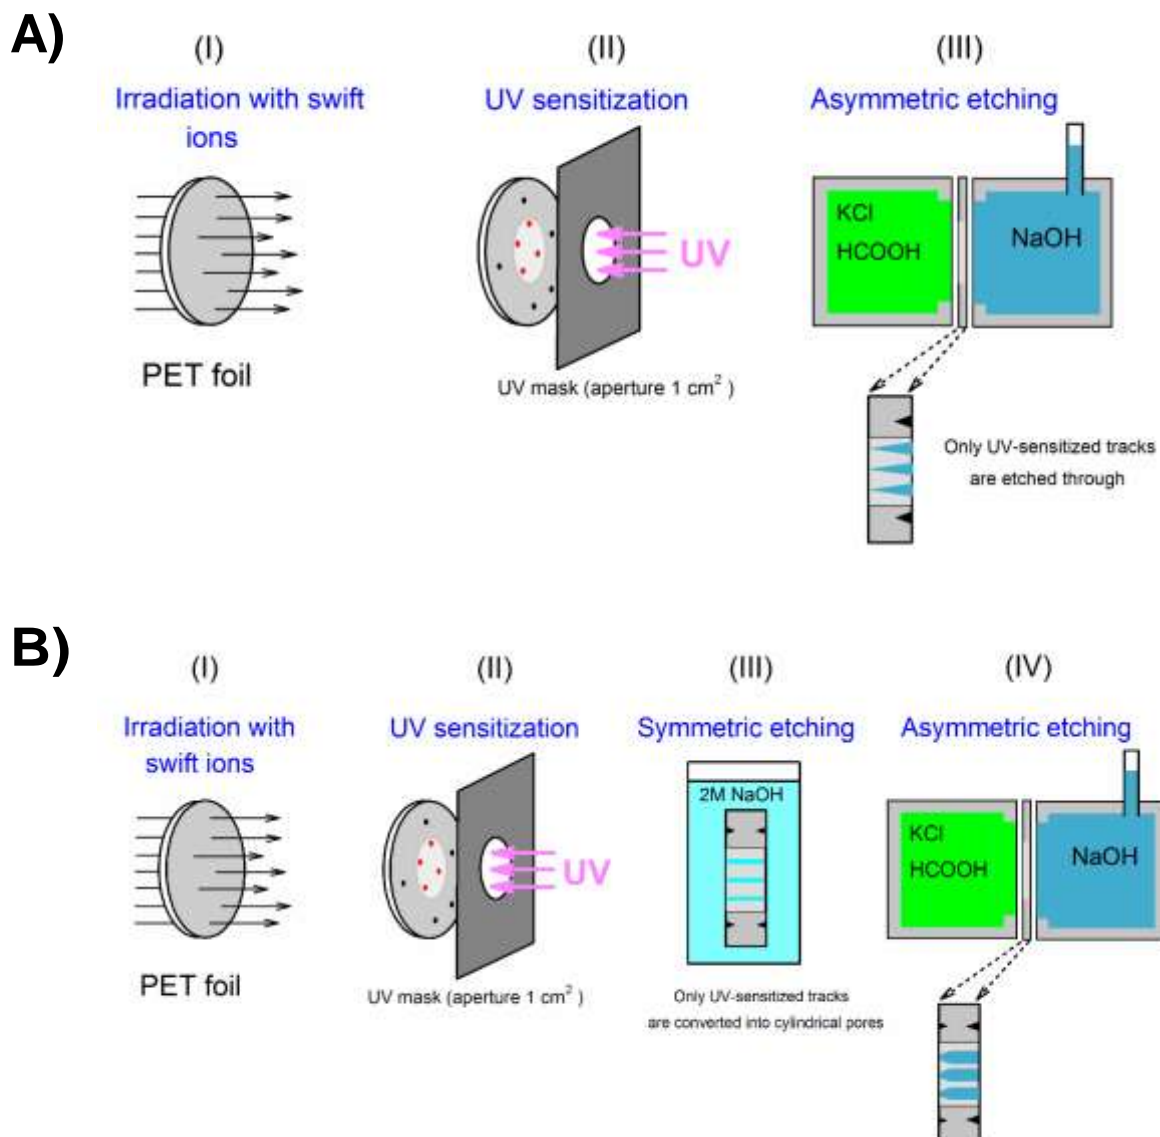 A)
(I)
Irradiation with swift
ions
PET foil
(II)
UV sensitization
UV
UV mask (aperture 1 cm² )
(III)
Asymmetric etching
KCl
HCOOH
NaOH
Only UV-sensitized tracks
are etched through
B)
(I)
Irradiation with
swift ions
PET foil
(II)
UV sensitization
UV
UV mask (aperture 1 cm² )
(III)
Symmetric etching
2M NaOH
Only UV-sensitized tracks
are converted into cylindrical pores
(IV)
Asymmetric etching
KCl
HCOOH
NaOH